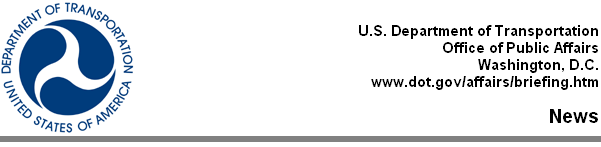 DEPARTMENT OF TRANSPORTATION
UNITED STATES OF AMERICA
U.S. Department of Transportation
Office of Public Affairs
Washington, D.C.
www.dot.gov/affairs/briefing.htm
News